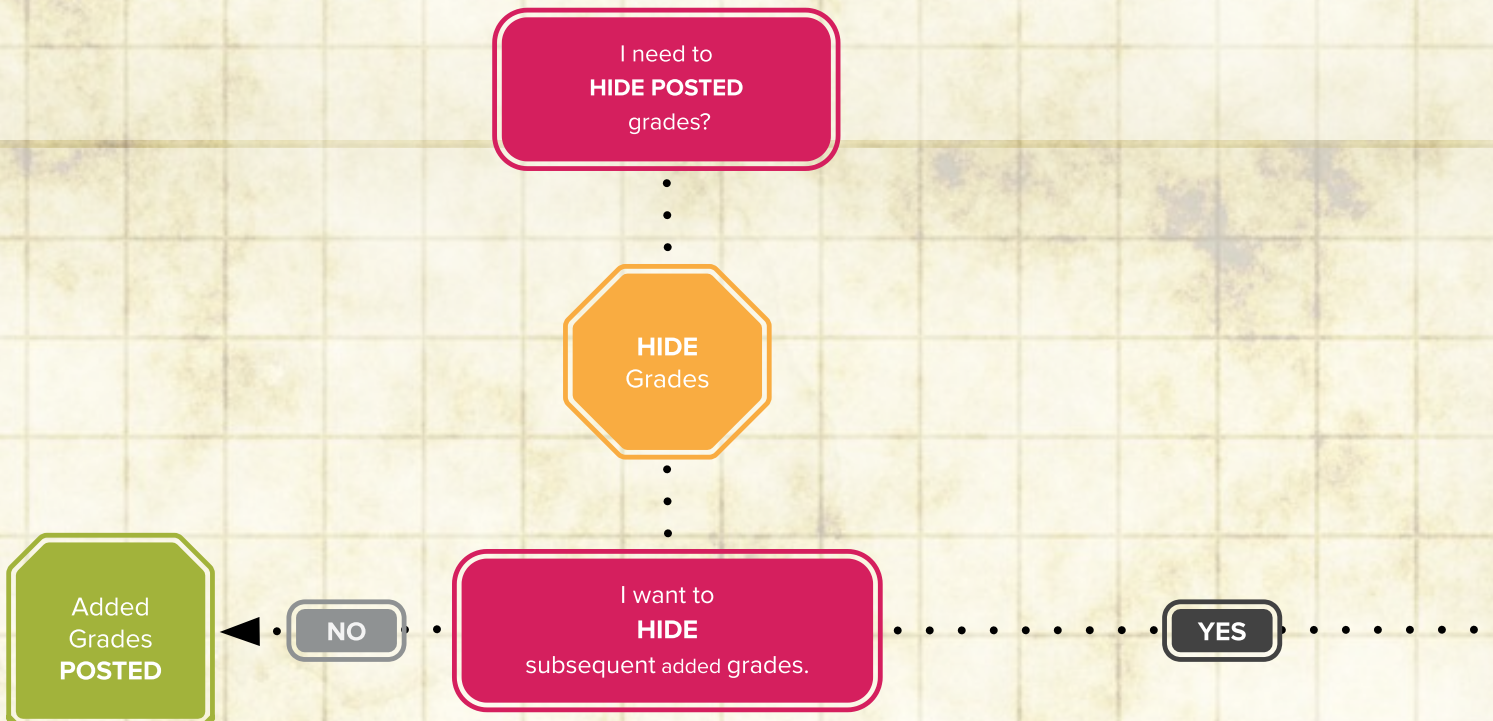 I need to
HIDE POSTED
grades?
HIDE
Grades
Added
Grades
POSTED
NO
I want to
HIDE
subsequent added grades.
YES